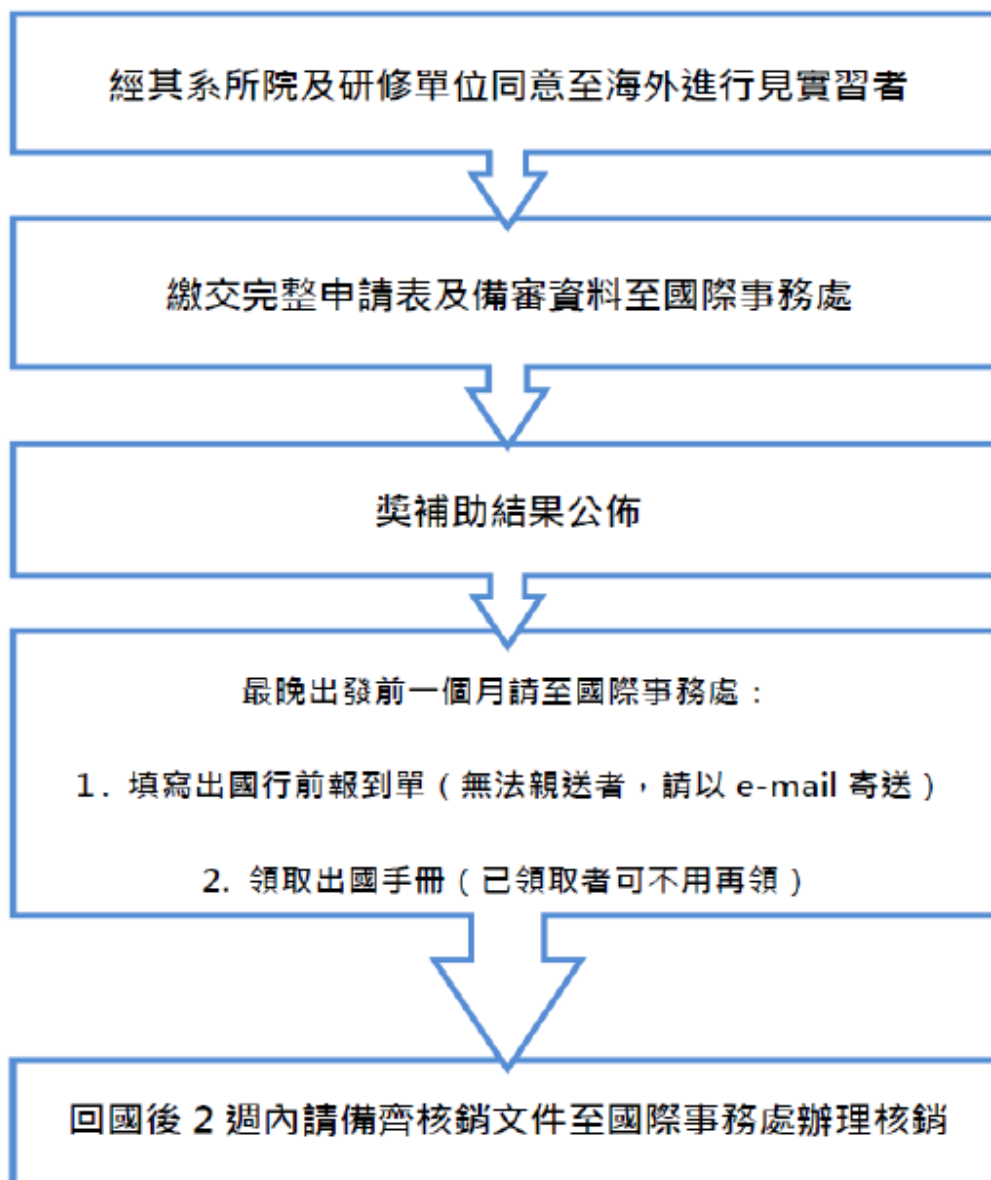 經其系所院及研修單位同意至海外進行見實習者
繳交完整申請表及備審資料至國際事務處
獎補助結果公佈
最晚出發前一個月請至國際事務處：
1. 填寫出國行前報到單（無法親送者，請以 e-mail 寄送）
2. 領取出國手冊（已領取者可不用再領）
回國後 2 週內請備齊核銷文件至國際事務處辦理核銷